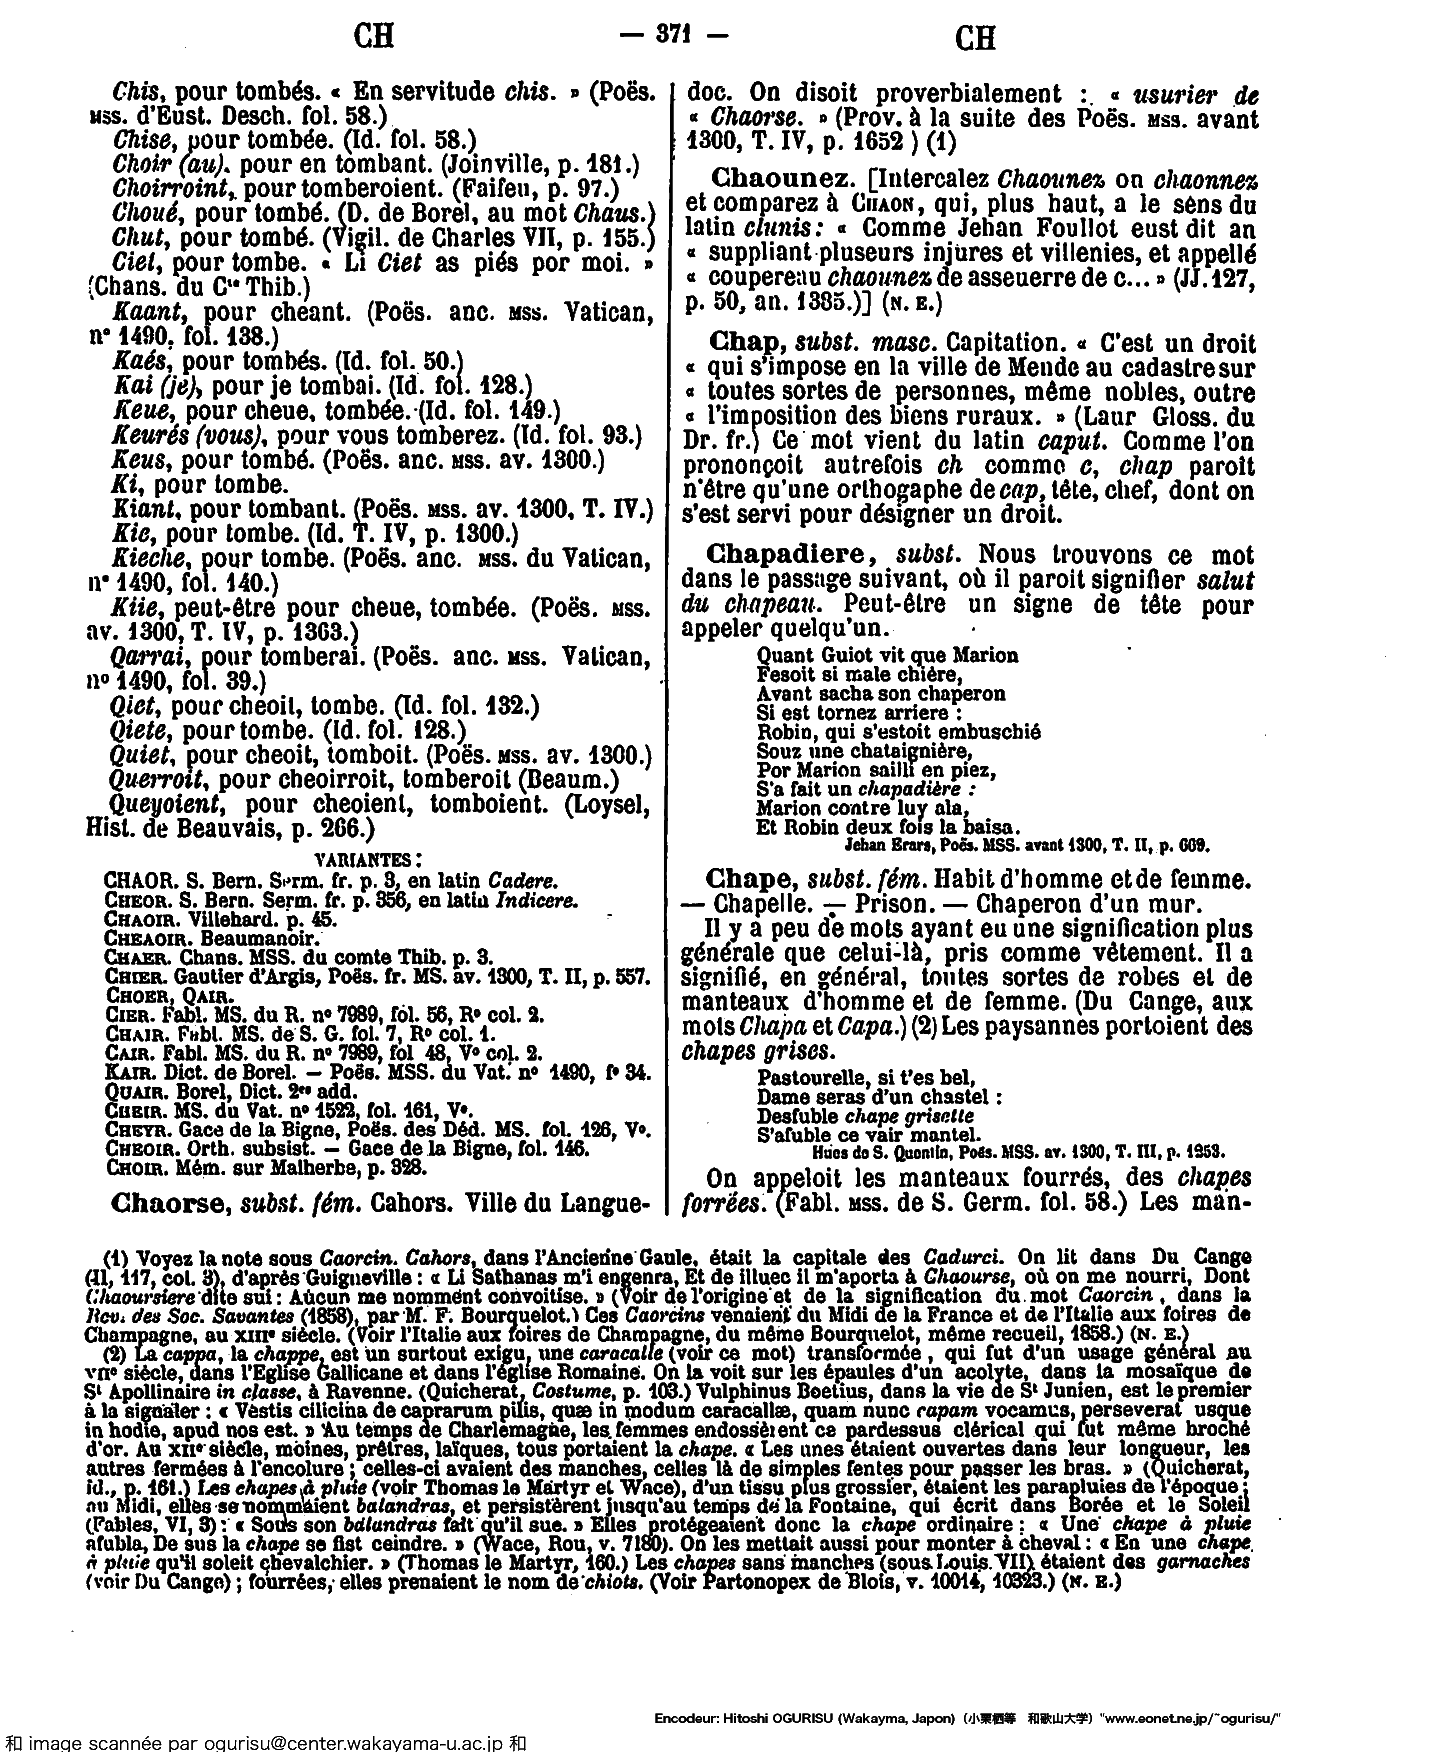 CH — 371 — CH
Chis, pour tombés. « En servitude chis. » (Poës.
MSS. d'Eust. Desch. fol. 58.)
Chise, pour tombée. (Id. fol. 58.)
Choir (au), pour en tombant. (Joinville, p. 181.)
Choirroint, pour tomberoient. (Faifeu, p. 97.)
Choué, pour tombé. (D. de Borel, au mot Chaus.)
Chut, pour tombé. (Vigil. de Charles VII, p. 155.)
Ciet, pour tombe. « Li Ciet as piés por moi. »
(Chans. du Cte Thib.)
Kaant, pour cheant. (Poës. anc. MSS. Vatican,
n° 1490, fol. 138.)
Kaés, pour tombés. (Id. fol. 50.)
Kai (je), pour je tombai. (Id. fol. 128.)
Keue, pour cheue, tombée. (Id. fol. 149.)
Keurés (vous), pour vous tomberez. (Id. fol. 93.)
Keus, pour tombé. (Poës. anc. MSS. av. 1300.)
Ki, pour tombe.
Kiant, pour tombant. (Poës. MSS. av. 1300, T. IV.)
Kie, pour tombe. (Id. T. IV, p. 1300.)
Kieche, pour tombe. (Poës. anc. MSS. du Vatican,
n° 1490, fol. 140.)
Kiie, peut-être pour cheue, tombée. (Poës. MSS.
av. 1300, T. IV, p. 1363.)
Qarrai, pour tomberai. (Poës. anc. MSS. Vatican,
n° 1490, fol. 39.)
Qiet, pour cheoit, tombe. (Id. fol. 132.)
Qiete, pour tombe. (Id. fol. 128.)
Quiet, pour cheoit, tomboit. (Poës. MSS. av. 1300.)
Querroit, pour cheoirroit, tomberoit (Beaum.)
Queyoient, pour cheoient, tomboient. (Loysel,
Hist. de Beauvais, p. 266.)
VARIANTES :
CHAOR. S. Bern. Serm. fr. p. 3, en latin Cadere.
CHEOR. S. Bern. Serm. fr. p. 356, en latin Indicere.
CHAOIR. Villehard. p. 45.
CHEAOIR. Beaumanoir.
CHAER. Chans. MSS. du comte Thib. p. 3.
CHIER. Gautier d'Argis, Poës. fr. MS. av. 1300, T. II, p. 557.
CHOER, QAIR.
CIER. Fabl. MS. du R. n° 7989, fol. 56, R° col. 2.
CHAIR. Fabl. MS. de S. G. fol. 7, R° col. 1.
CAIR. Fabl. MS. du R. n° 7989, fol 48, V° col. 2.
KAIR. Dict. de Borel. — Poës. MSS. du Vat. n° 1490, f° 34.
QUAIR. Borel, Dict. 2es add.
CHEIR. MS. du Vat. n° 1522, fol. 161, V°.
CHEYR. Gace de la Bigne, Poës. des Déd. MS. fol. 126, V°.
CHEOIR. Orth. subsist. — Gace de la Bigne, fol. 146.
CHOIR. Mém. sur Malherbe, p. 328.
Chaorse, subst. fém. Cahors. Ville du Langue-
doc. On disoit proverbialement : « usurier de
« Chaorse. » (Prov. à la suite des Poës. MSS. avant
1300, T. IV, p. 1652 ) (1)
Chaounez. [Intercalez Chaounez on chaonnez
et comparez à CHAON, qui, plus haut, a le sens du
latin clunis : « Comme Jehan Foullot eust dit an
« suppliant pluseurs injures et villenies, et appellé
« coupereau chaounez de asseuerre de c... » (JJ. 127,
p. 50, an. 1385.)] (N. E.)
Chap, subst. masc. Capitation. « C'est un droit
« qui s'impose en la ville de Mende au cadastre sur
« toutes sortes de personnes, même nobles, outre
« l'imposition des biens ruraux. » (Laur Gloss. du
Dr. fr.) Ce mot vient du latin caput. Comme l'on
prononçoit autrefois ch comme c, chap paroit
n'être qu'une orthogaphe de cap, tête, chef, dont on
s'est servi pour désigner un droit.
Chapadiere, subst. Nous trouvons ce mot
dans le passage suivant, où il paroit signifier salut
du chapeau. Peut-être un signe de tête pour
appeler quelqu'un.
Quant Guiot vit que Marion
Fesoit si male chière,
Avant sacha son chaperon
Si est tornez arriere :
Robin, qui s'estoit embuschié
Souz une chataignière,
Por Marion sailli en piez,
S'a fait un chapadière :
Marion contre luy ala,
Et Robin deux fois la baisa.
Jehan Erars, Poës. MSS. avant 1300, T. II, p. 609.
Chape, subst. fém. Habit d'homme et de femme.
— Chapelle. — Prison. — Chaperon d'un mur.
Il y a peu de mots ayant eu une signification plus
générale que celui-là, pris comme vêtement. Il a
signifié, en général, toutes sortes de robes et de
manteaux d'homme et de femme. (Du Cange, aux
mots Chapa et Capa.) (2) Les paysannes portoient des
chapes grises.
Pastourelle, si t'es bel,
Dame seras d'un chastel :
Desfuble chape grisette
S'afuble ce vair mantel.
Hues de S. Quentin, Poës. MSS. av. 1300, T. III, p. 1253.
On appeloit les manteaux fourrés, des chapes
forrées. (Fabl. MSS. de S. Germ. fol. 58.) Les man-
(1) Voyez la note sous Caorcin. Cahors, dans l'Ancienne Gaule, était la capitale des Cadurci. On lit dans Du Cange
(II, 117, col. 3), d'après Guigneville : « Li Sathanas m'i engenra, Et de illuec il m'aporta à Chaourse, où on me nourri, Dont
Chaoursiere dite sui : Aucun me nomment convoitise. » (Voir de l'origine et de la signification du mot Caorcin, dans la
Rev. des Soc. Savantes (1858), par M. F. Bourquelot.) Ces Caorcins venaient du Midi de la France et de l'Italie aux foires de
Champagne, au XIIIe siècle. (Voir l'Italie aux foires de Champagne, du même Bourquelot, même recueil, 1858.) (N. E.)
(2) La cappa, la chappe, est un surtout exigu, une caracalle (voir ce mot) transformée, qui fut d'un usage général au
VIIe siècle, dans l'Eglise Gallicane et dans l'église Romaine. On la voit sur les épaules d'un acolyte, dans la mosaïque de
St Apollinaire in classe, à Ravenne. (Quicherat, Costume, p. 103.) Vulphinus Boetius, dans la vie de St Junien, est le premier
à la signaler : « Vestis cilicina de caprarum pilis, quæ in modum caracallæ, quam nunc capam vocamus, perseverat usque
in hodie, apud nos est. » Au temps de Charlemagne, les femmes endossèrent ce pardessus clérical qui fut même broché
d'or. Au XIIe siècle, moines, prêtres, laïques, tous portaient la chape. « Les unes étaient ouvertes dans leur longueur, les
autres fermées à l'encolure ; celles-ci avaient des manches, celles là de simples fentes pour passer les bras. » (Quicherat,
id., p. 161.) Les chapes à pluie (voir Thomas le Martyr et Wace), d'un tissu plus grossier, étaient les parapluies de l'époque ;
au Midi, elles se nommaient balandras, et persistèrent jusqu'au temps de la Fontaine, qui écrit dans Borée et le Soleil
(Fables, VI, 3) : « Sous son balandras fait qu'il sue. » Elles protégeaient donc la chape ordinaire : « Une chape à pluie
afubla, De sus la chape se fist ceindre. » (Wace, Rou, v. 7180). On les mettait aussi pour monter à cheval : « En une chape
à pluie qu'il soleit chevalchier. » (Thomas le Martyr, 160.) Les chapes sans manches (sous Louis VII) étaient des garnaches
(voir Du Cange) ; fourrées, elles prenaient le nom de chiots. (Voir Partonopex de Blois, v. 10014, 10323.) (N. E.)
Encodeur: Hitoshi OGURISU (Wakayma, Japon) (小栗栖等 和歌山大学) "www.eonet.ne.jp/~ogurisu/"
和 image scannée par ogurisu@center.wakayama-u.ac.jp 和